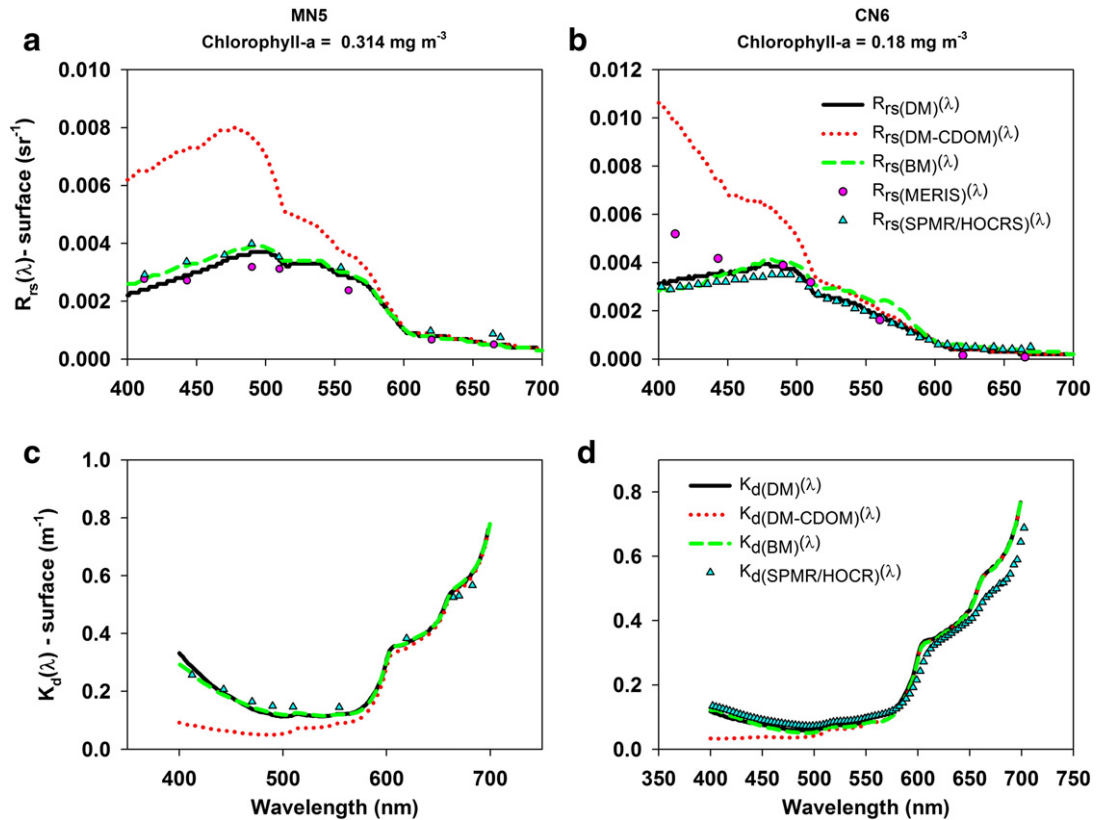 MN5
CN6
a
Chlorophyll-a = 0.314 mg m-3
b
Chlorophyll-a = 0.18 mg m-3
Rrs(λ)- surface (sr-1)
0.010
0.008
0.006
0.004
0.002
0.000
400 450 500 550 600 650 700
0.012
0.010
0.008
0.006
0.004
0.002
0.000
400 450 500 550 600 650 700
Rrs(DM)(λ)
Rrs(DM-CDOM)(λ)
Rrs(BM)(λ)
Rrs(MERIS)(λ)
Rrs(SPMR/HOCRS)(λ)
c
Kd(λ) - surface (m-1)
1.0
0.8
0.6
0.4
0.2
0.0
400 500 600 700
Wavelength (nm)
d
0.8
0.6
0.4
0.2
0.0
350 400 450 500 550 600 650 700 750
Wavelength (nm)
Kd(DM)(λ)
Kd(DM-CDOM)(λ)
Kd(BM)(λ)
Kd(SPMR/HOCR)(λ)